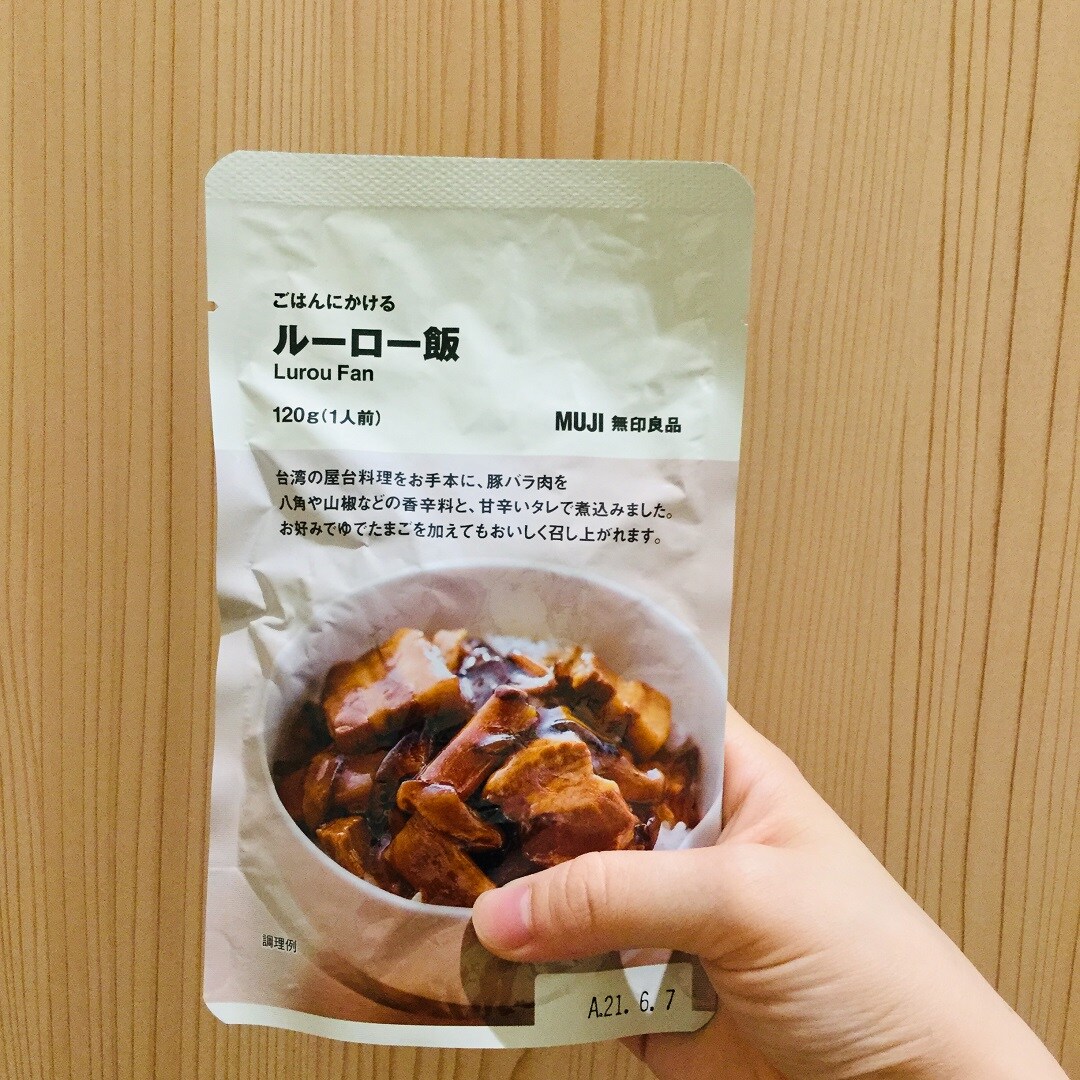 ごはんにかける
ルーロー飯
Lurou Fan
120g(1人前)
MUJI 無印良品
台湾の屋台料理をお手本に、豚バラ肉を
八角や山椒などの香辛料と、甘辛いタレで煮込みました。
お好みでゆでたまごを加えてもおいしく召し上がれます。
調理例
A.21. 6. 7